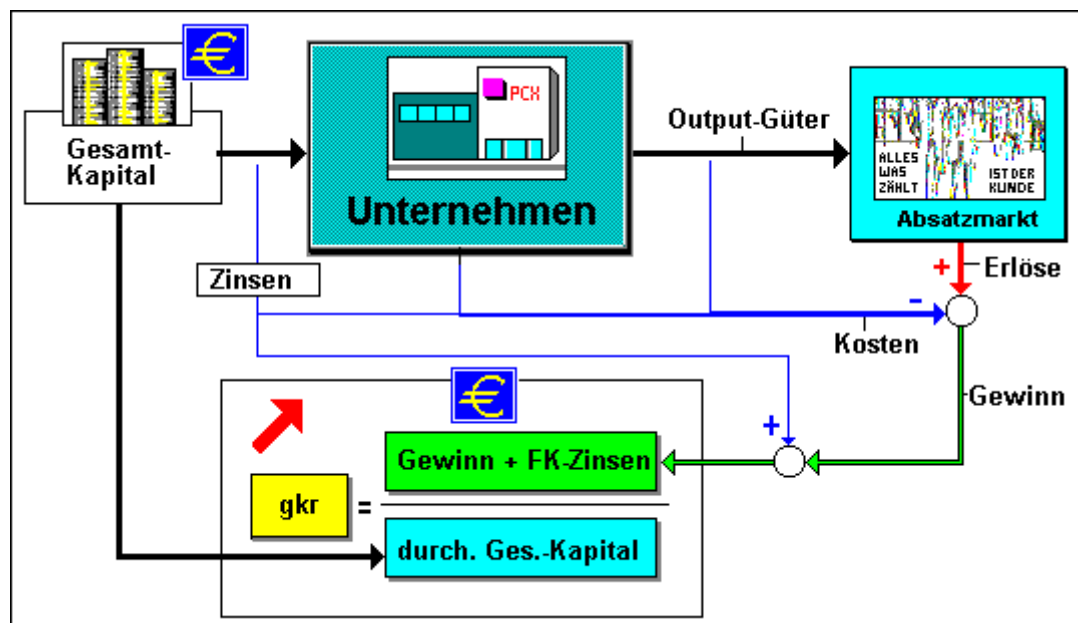 €
Gesamt-
Kapital
PCX
Unternehmen
Output-Güter
ALLES
WAS
ZÄHLT
IST DER
KUNDE
Absatzmarkt
+
Erlöse
Zinsen
-
Kosten
Gewinn
€
+
Gewinn + FK-Zinsen
gkr =
durch. Ges.-Kapital